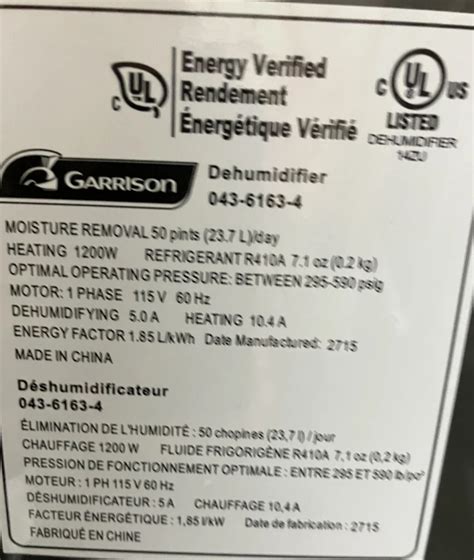 Energy Verified
Rendement
Énergétique Vérifié
C UL
C UL US
LISTED
DEHUMIDIFIER
14ZU
GARRISON
Dehumidifier
043-6163-4
MOISTURE REMOVAL 50 pints (23.7 L)/day
HEATING 1200W REFRIGERANT R410A 7.1 oz (0.2 kg)
OPTIMAL OPERATING PRESSURE: BETWEEN 295-590 psig
MOTOR: 1 PHASE 115 V 60 Hz
DEHUMIDIFYING 5.0 A HEATING 10.4 A
ENERGY FACTOR 1.85 L/kWh Date Manufactured: 2715
MADE IN CHINA
Déshumidificateur
043-6163-4
ÉLIMINATION DE L'HUMIDITÉ : 50 chopines (23,7 l) / jour
CHAUFFAGE 1200 W FLUIDE FRIGORIGÈNE R410A 7,1 oz (0,2 kg)
PRESSION DE FONCTIONNEMENT OPTIMALE : ENTRE 295 ET 590 lb/po²
MOTEUR : 1 PH 115 V 60 Hz
DÉSHUMIDIFICATEUR : 5 A CHAUFFAGE 10,4 A
FACTEUR ÉNERGÉTIQUE : 1,85 l/kW Date de fabrication : 2715
FABRIQUÉ EN CHINE